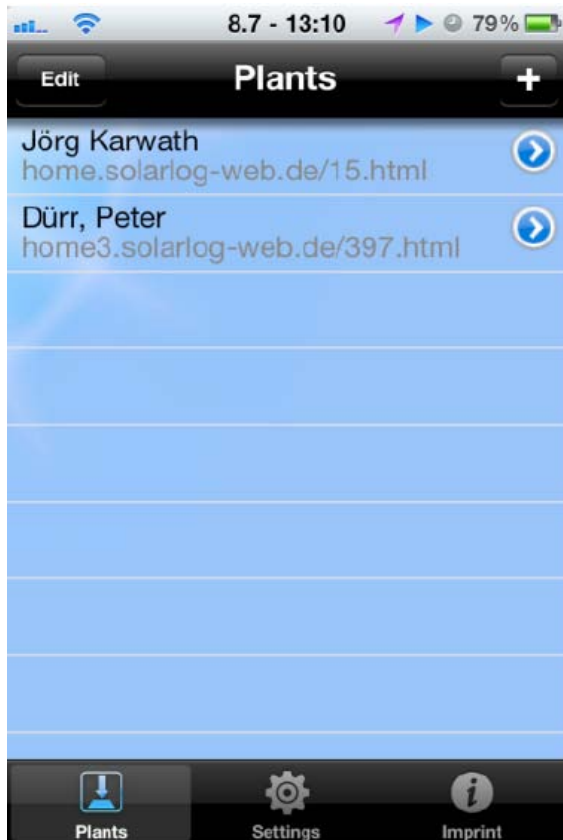 8.7 - 13:10 79%
Edit Plants +
Jörg Karwath
home.solarlog-web.de/15.html
Dürr, Peter
home3.solarlog-web.de/397.html
Plants Settings Imprint